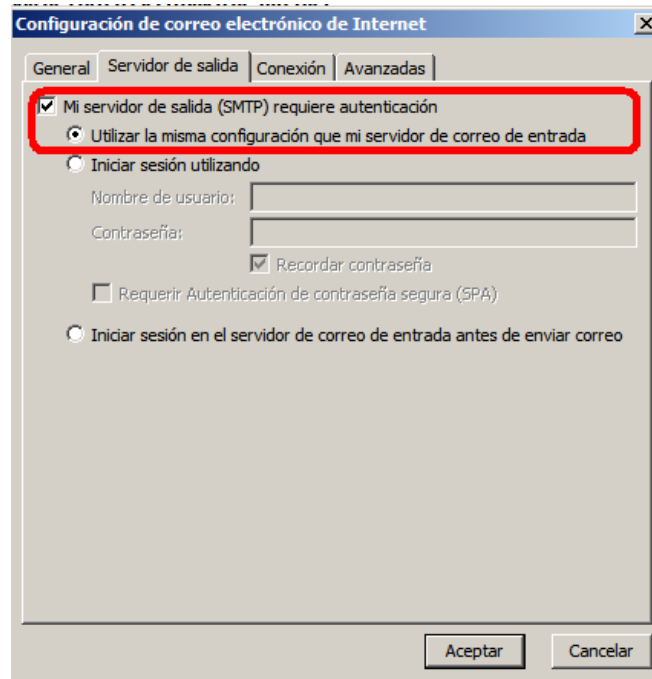 Configuración de correo electrónico de Internet
General Servidor de salida Conexión Avanzadas
Mi servidor de salida (SMTP) requiere autenticación
Utilizar la misma configuración que mi servidor de correo de entrada
Iniciar sesión utilizando
Nombre de usuario:
Contraseña:
Recordar contraseña
Requerir Autenticación de contraseña segura (SPA)
Iniciar sesión en el servidor de correo de entrada antes de enviar correo
Aceptar Cancelar